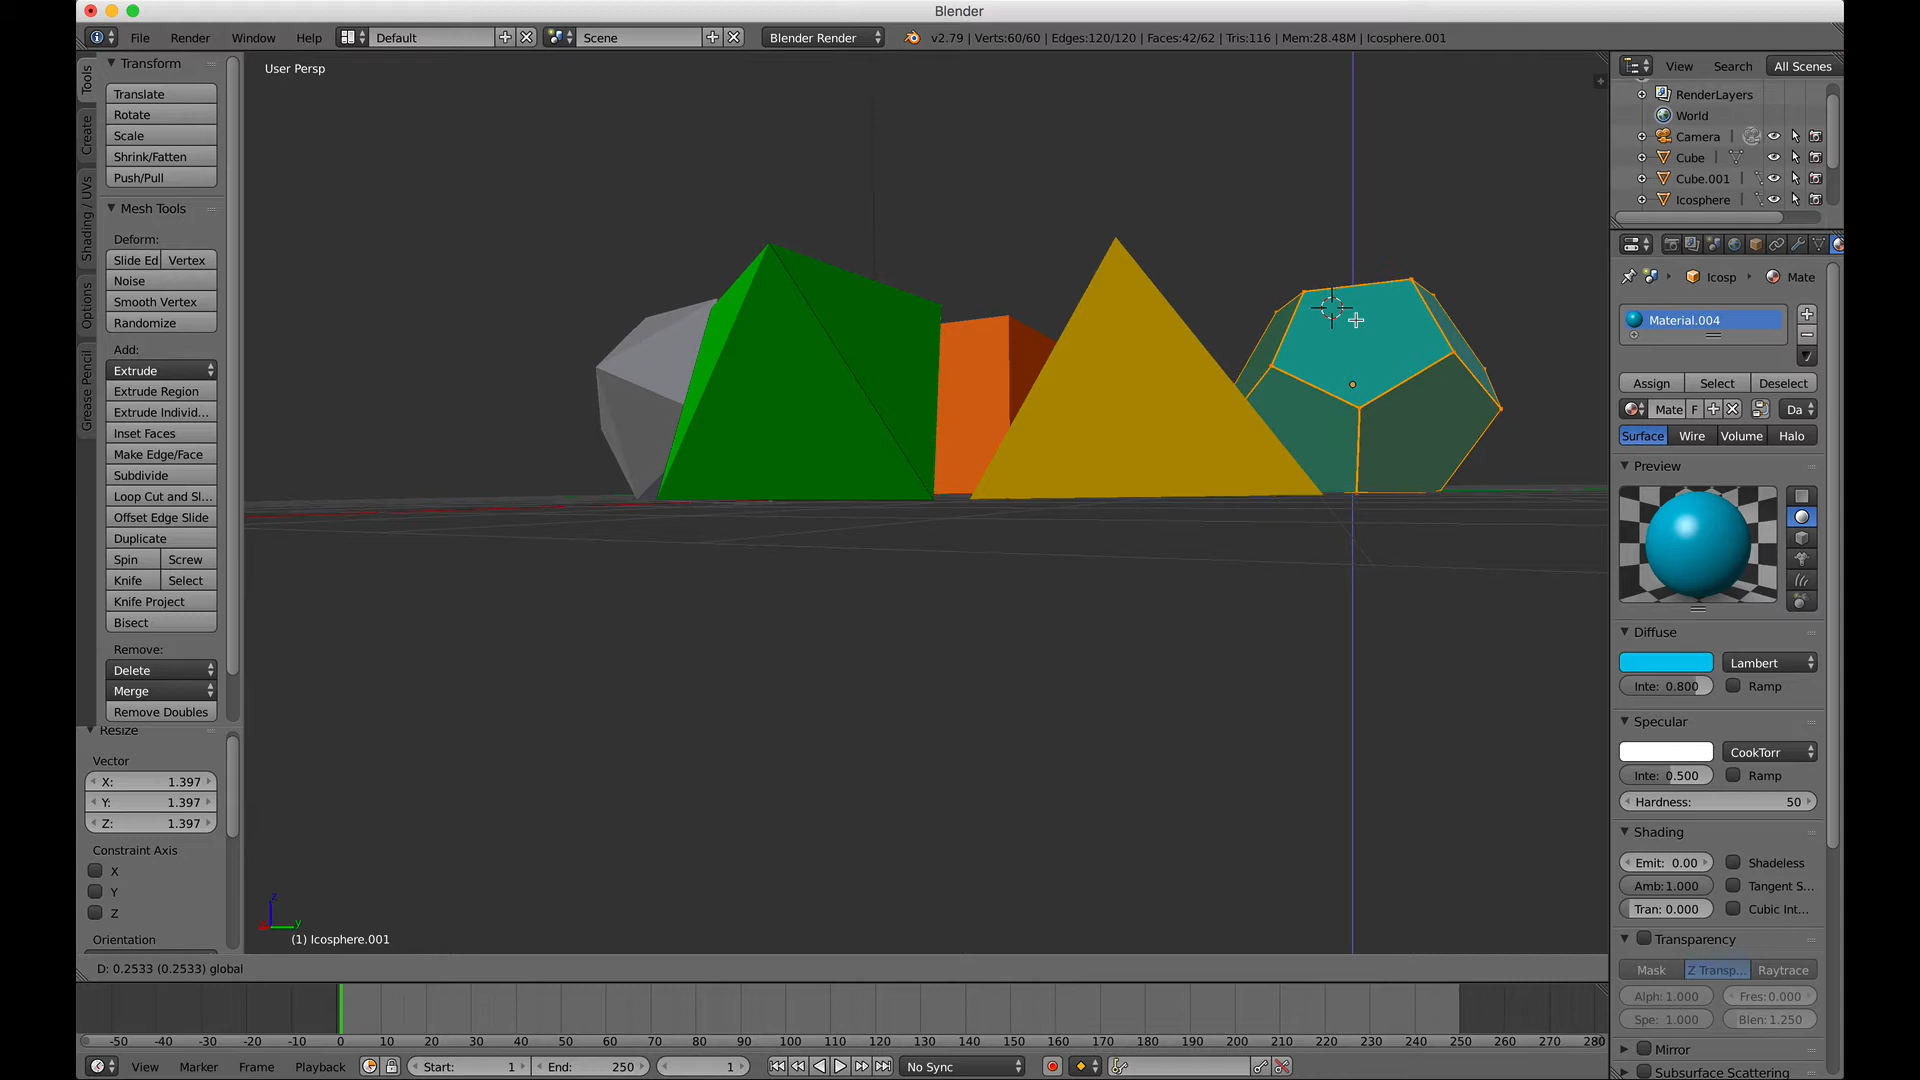 Blender
File Render Window Help Default Scene Blender Render v2.79 | Verts:60/60 | Edges:120/120 | Faces:42/62 | Tris:116 | Mem:28.48M | Icosphere.001
Tools
Create
Shading / UVs
Options
Grease Pencil
Transform
Translate
Rotate
Scale
Shrink/Fatten
Push/Pull
Mesh Tools
Deform:
Slide Ed Vertex
Noise
Smooth Vertex
Randomize
Add:
Extrude
Extrude Region
Extrude Individ...
Inset Faces
Make Edge/Face
Subdivide
Loop Cut and Sl...
Offset Edge Slide
Duplicate
Spin Screw
Knife Select
Knife Project
Bisect
Remove:
Delete
Merge
Remove Doubles
Resize
Vector
X: 1.397
Y: 1.397
Z: 1.397
Constraint Axis
X
Y
Z
Orientation
User Persp
z
y
(1) Icosphere.001
D: 0.2533 (0.2533) global
View Search All Scenes
RenderLayers
World
Camera
Cube
Cube.001
Icosphere
Icosp Mate
Material.004
Assign Select Deselect
Mate F Da
Surface Wire Volume Halo
Preview
Diffuse
Lambert
Inte: 0.800 Ramp
Specular
CookTorr
Inte: 0.500 Ramp
Hardness: 50
Shading
Emit: 0.00 Shadeless
Amb:1.000 Tangent S...
Tran: 0.000 Cubic Int...
Transparency
Mask Z Transp... Raytrace
Alph: 1.000 Fres:0.000
Spe: 1.000 Blen: 1.250
Mirror
Subsurface Scattering
-50 -40 -30 -20 -10 0 10 20 30 40 50 60 70 80 90 100 110 120 130 140 150 160 170 180 190 200 210 220 230 240 250 260 270 280
View Marker Frame Playback Start: 1 End: 250 1 No Sync